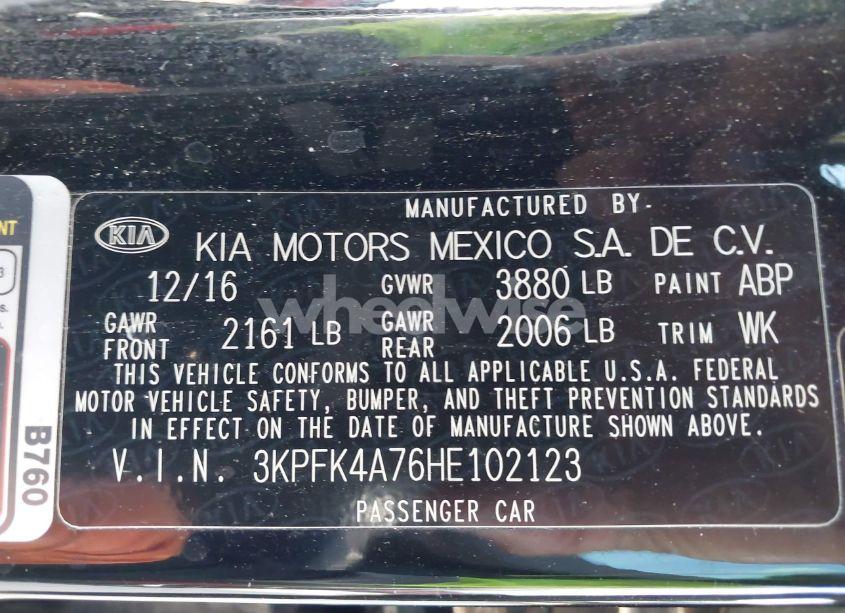 MANUFACTURED BY-
KIA KIA MOTORS MEXICO S.A. DE C.V.
12/16 GVWR 3880 LB PAINT ABP
GAWR FRONT 2161 LB GAWR REAR 2006 LB TRIM WK
THIS VEHICLE CONFORMS TO ALL APPLICABLE U.S.A. FEDERAL
MOTOR VEHICLE SAFETY, BUMPER, AND THEFT PREVENTION STANDARDS
IN EFFECT ON THE DATE OF MANUFACTURE SHOWN ABOVE.
V.I.N. 3KPFK4A76HE102123
PASSENGER CAR
B760
wheelwise